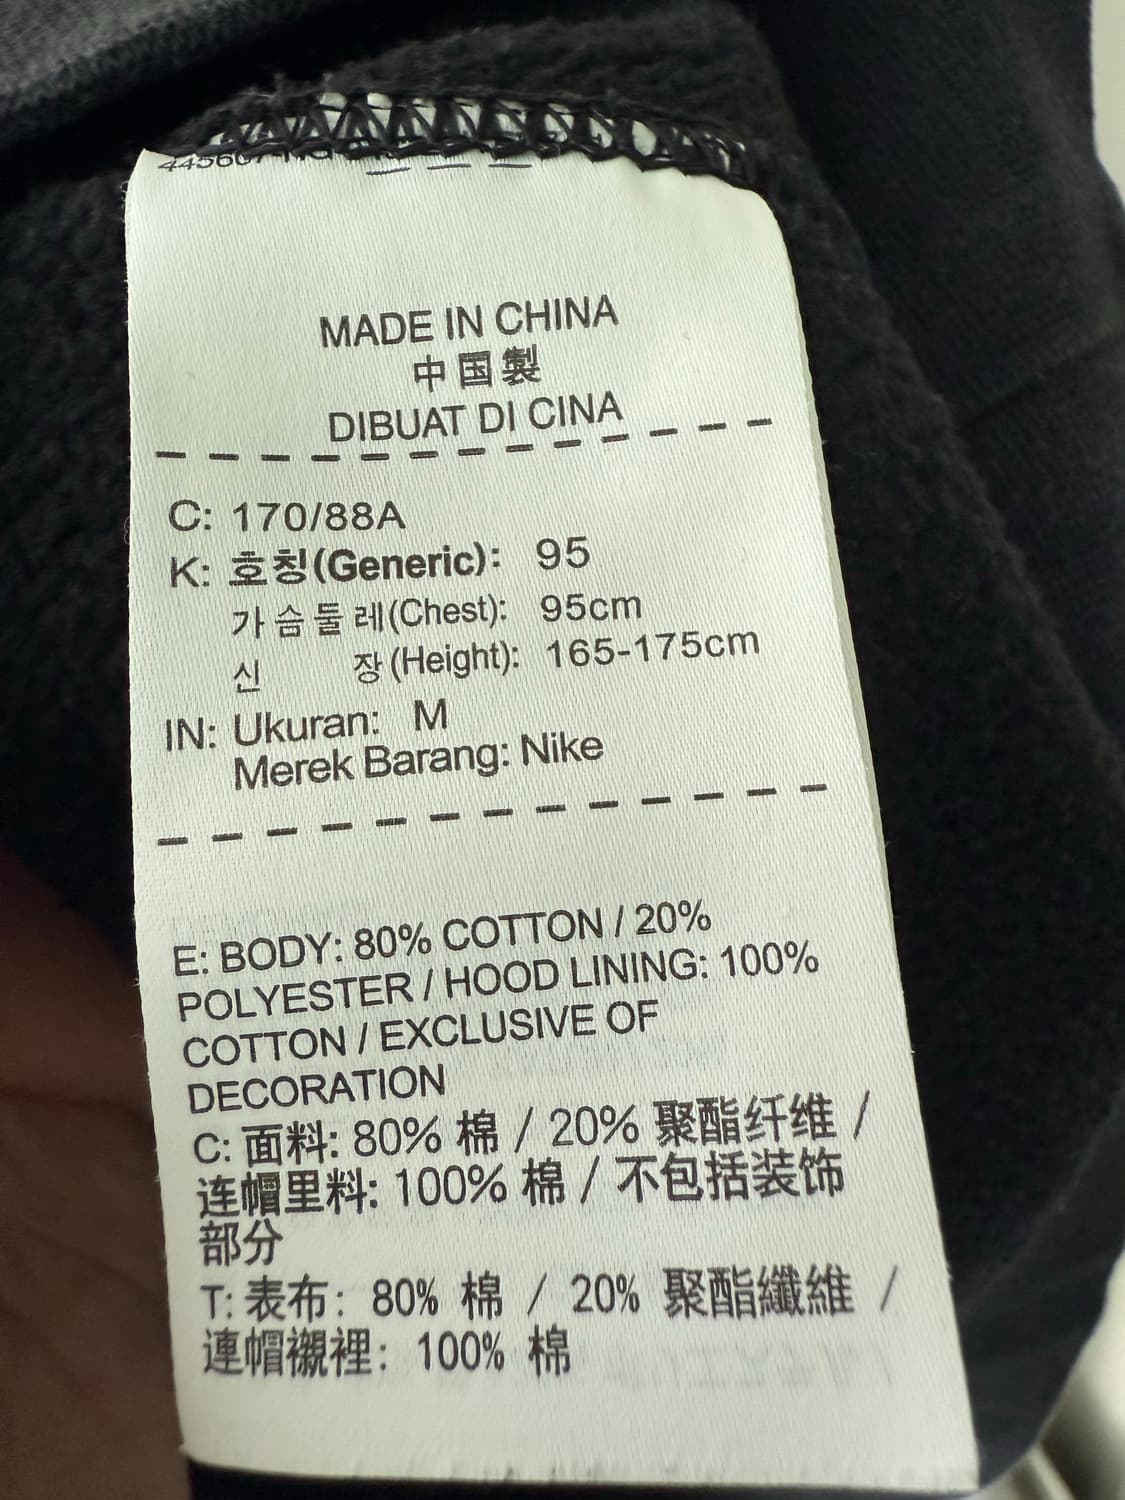 MADE IN CHINA
中国製
DIBUAT DI CINA
C: 170/88A
K: 호칭(Generic): 95
가슴둘레(Chest): 95cm
신 장(Height): 165-175cm
IN: Ukuran: M
Merek Barang: Nike
E: BODY: 80% COTTON / 20%
POLYESTER / HOOD LINING: 100%
COTTON / EXCLUSIVE OF
DECORATION
C: 面料: 80% 棉 / 20% 聚酯纤维 /
连帽里料: 100% 棉 / 不包括装饰
部分
T: 表布: 80% 棉 / 20% 聚酯纖維 /
連帽襯裡: 100% 棉